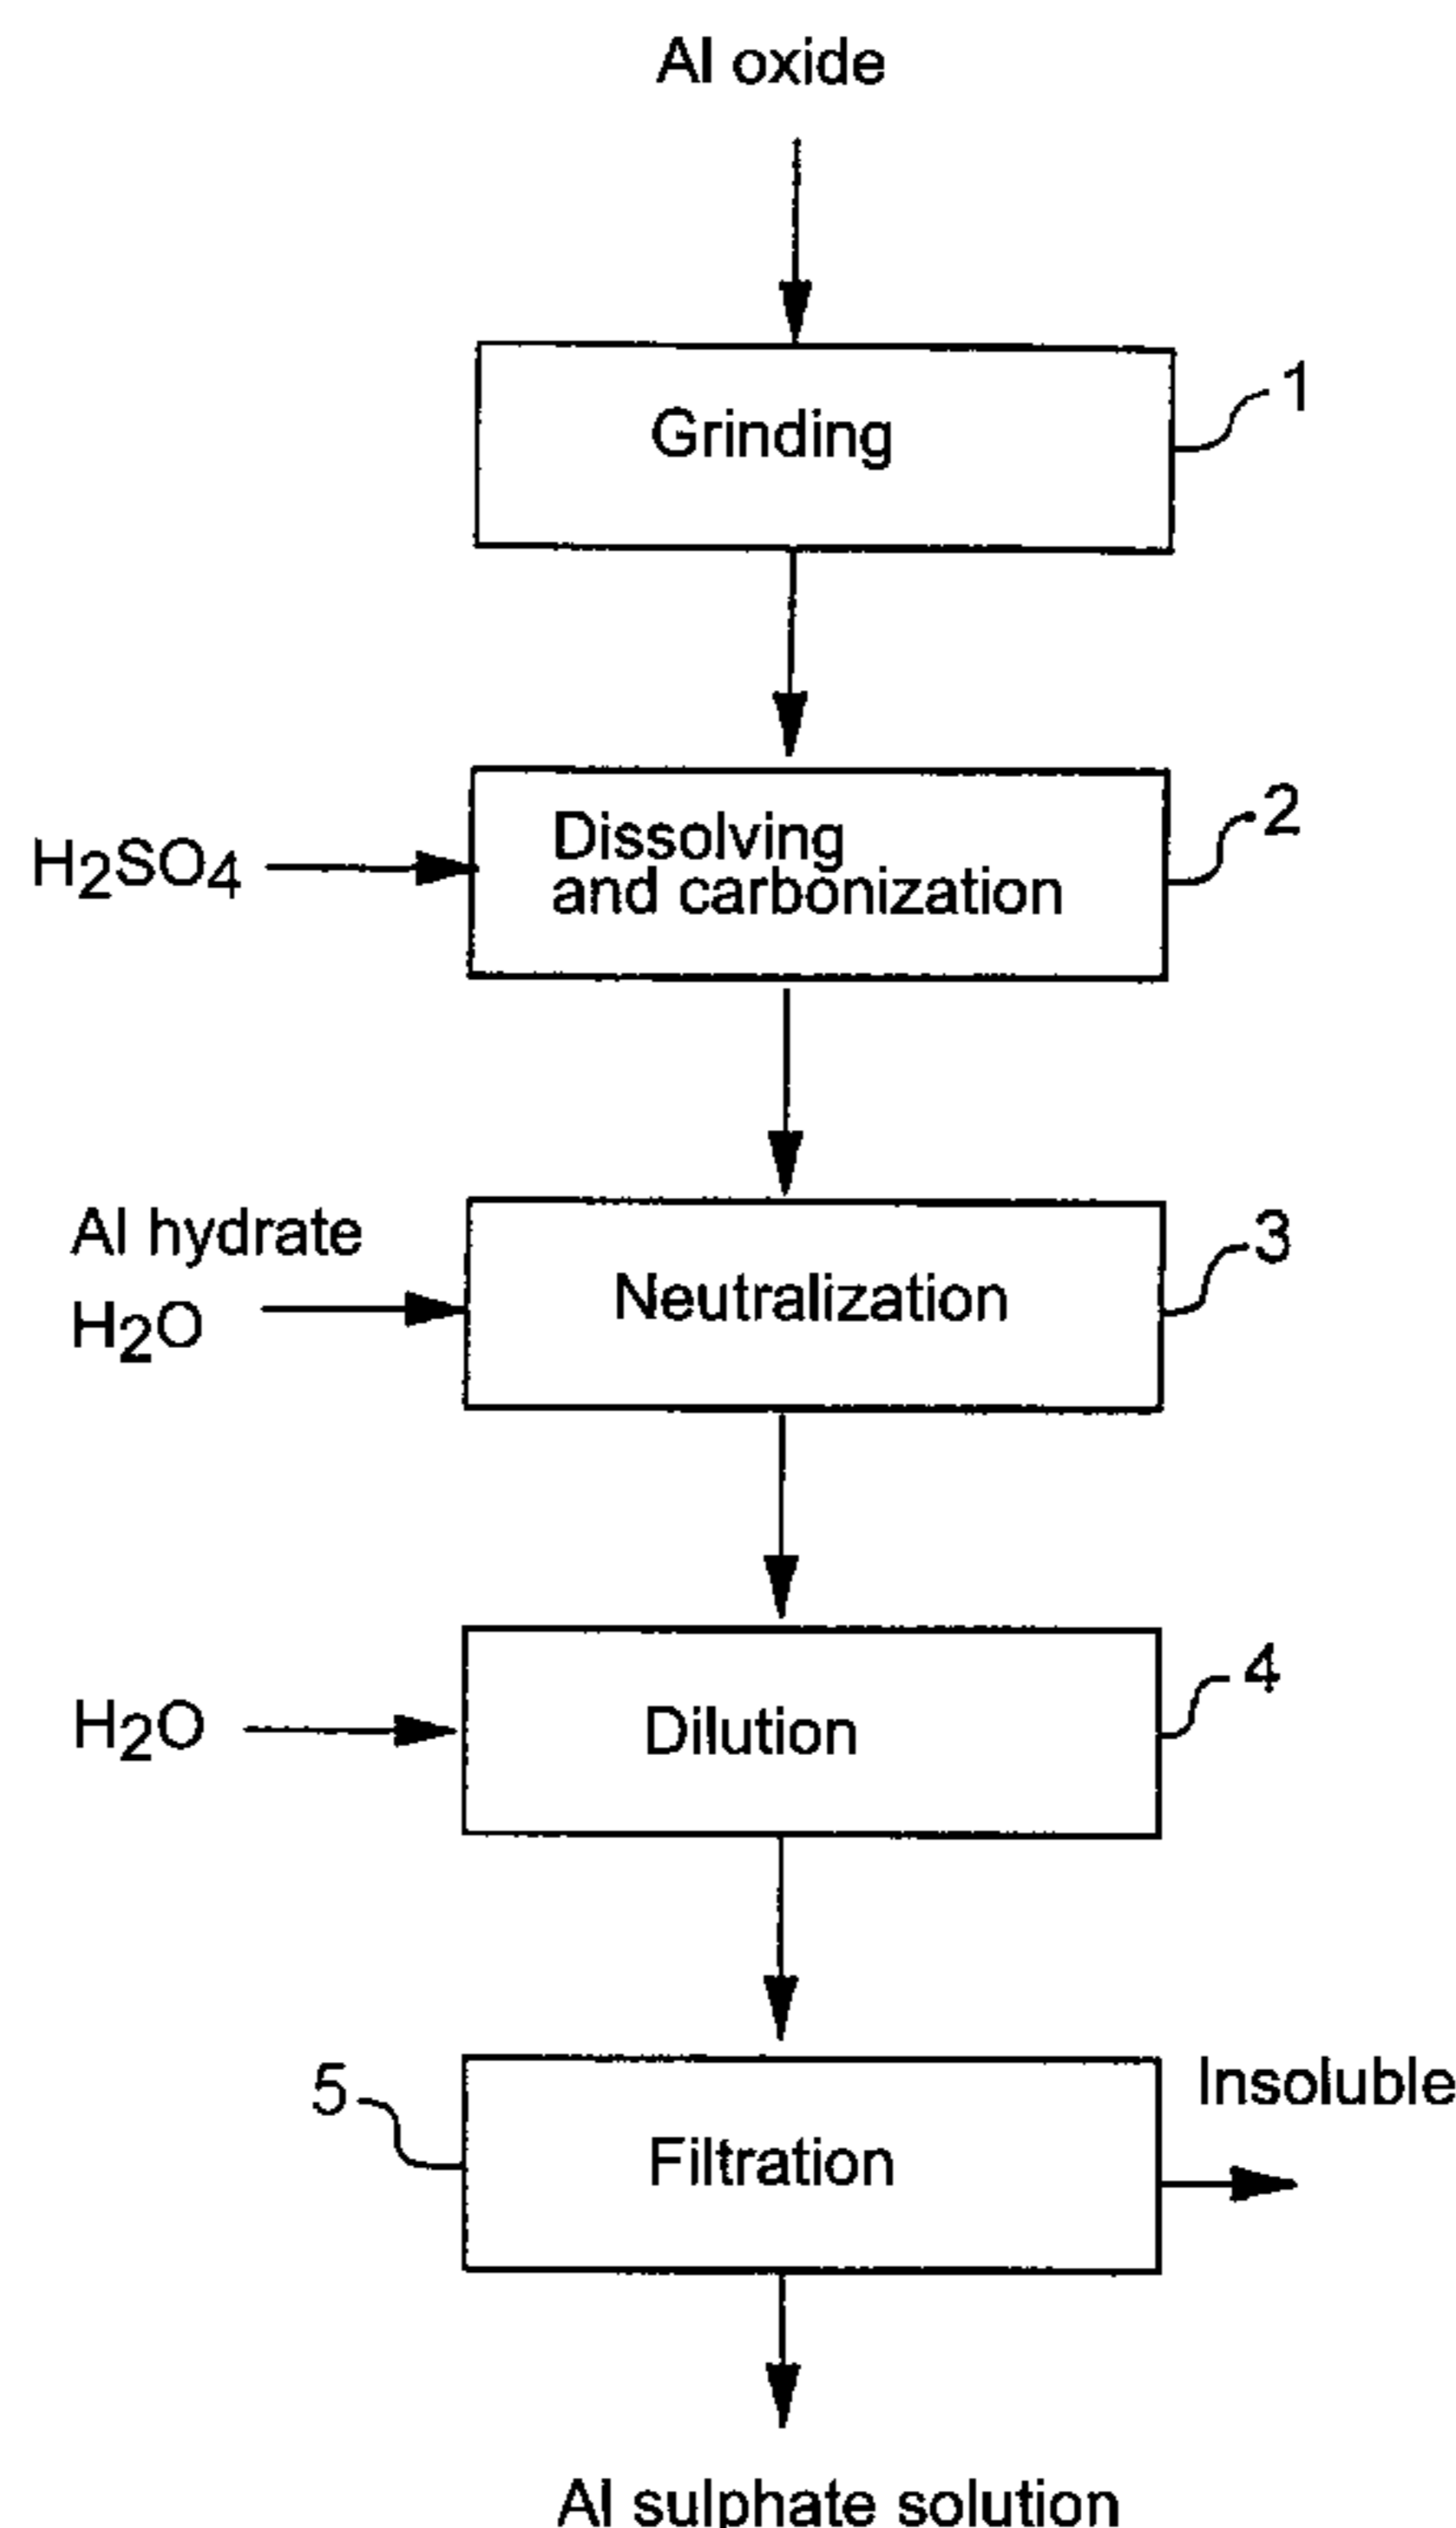 Al oxide
Grinding
1
H2SO4
Dissolving
and carbonization
2
Al hydrate
H2O
Neutralization
3
H2O
Dilution
4
5
Filtration
Insoluble
Al sulphate solution